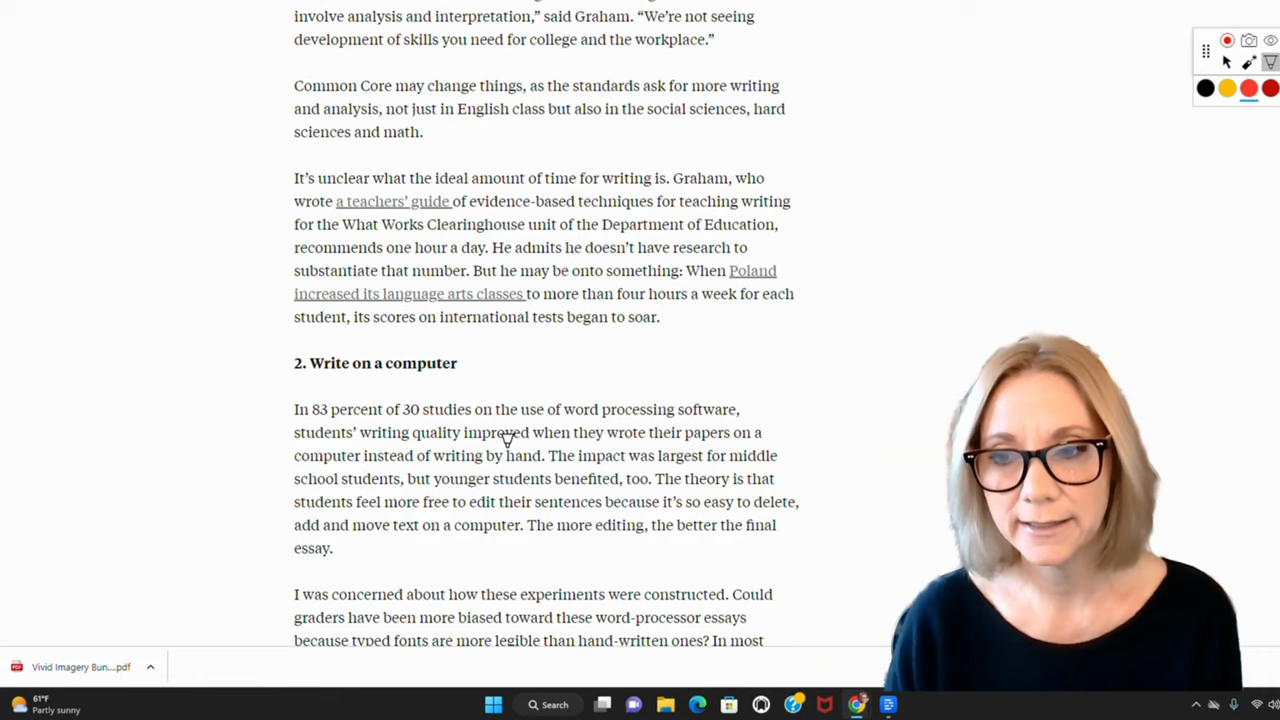 involve analysis and interpretation,” said Graham. “We’re not seeing
development of skills you need for college and the workplace.”
Common Core may change things, as the standards ask for more writing
and analysis, not just in English class but also in the social sciences, hard
sciences and math.
It’s unclear what the ideal amount of time for writing is. Graham, who
wrote a teachers’ guide of evidence-based techniques for teaching writing
for the What Works Clearinghouse unit of the Department of Education,
recommends one hour a day. He admits he doesn’t have research to
substantiate that number. But he may be onto something: When Poland
increased its language arts classes to more than four hours a week for each
student, its scores on international tests began to soar.
2. Write on a computer
In 83 percent of 30 studies on the use of word processing software,
students’ writing quality improved when they wrote their papers on a
computer instead of writing by hand. The impact was largest for middle
school students, but younger students benefited, too. The theory is that
students feel more free to edit their sentences because it’s so easy to delete,
add and move text on a computer. The more editing, the better the final
essay.
I was concerned about how these experiments were constructed. Could
graders have been more biased toward these word-processor essays
because typed fonts are more legible than hand-written ones? In most
Vivid Imagery Bun....pdf
61°F
Partly sunny
Search